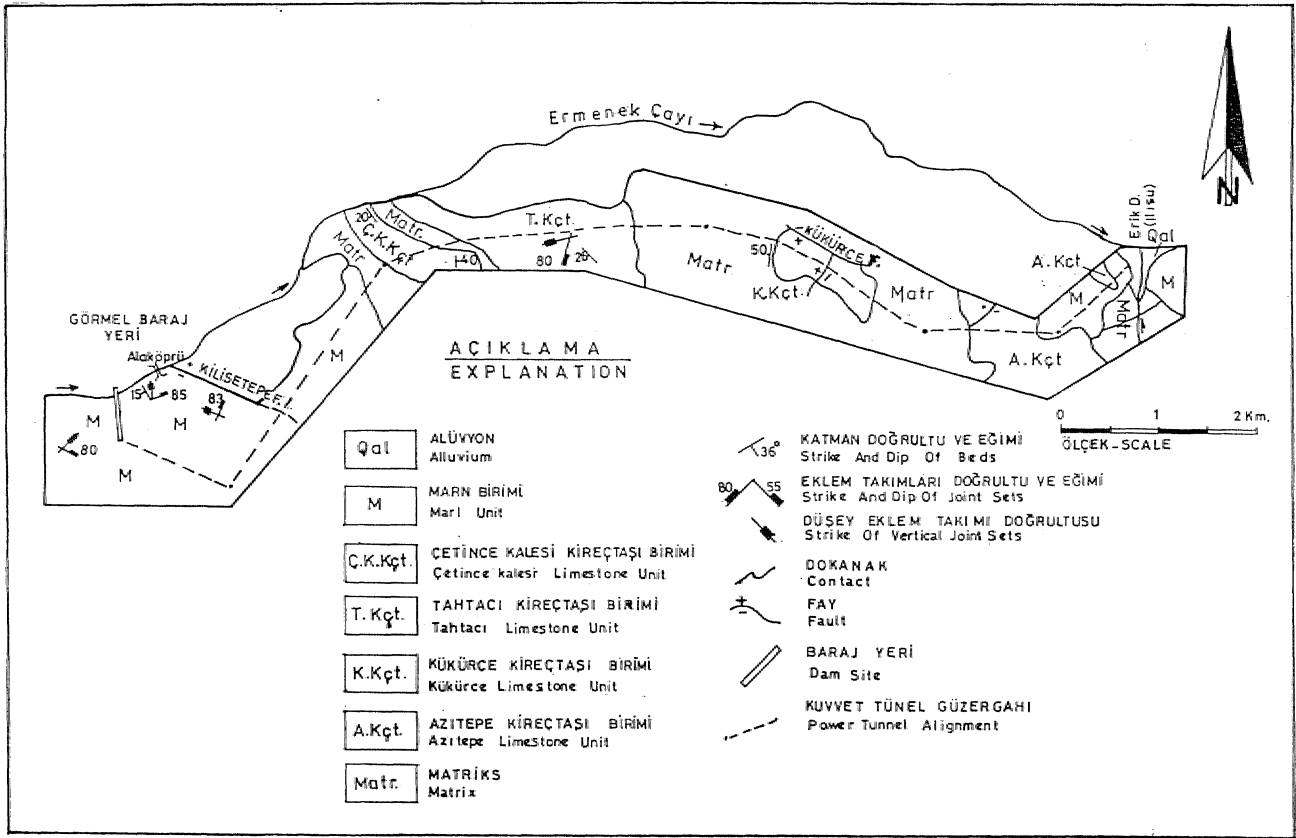 Ermenek Çayı
N
Erik D.
(Ilısu)
Qal
T. Kçt.
20
Matr.
Ç.K.Kçt
Matr
40
80
20
Matr.
50
KÜKÜRCE F.
K.Kçt.
Matr
A.Kçt
M
M
Matr
A.Kçt
GÖRMEL BARAJ
YERİ
Alaköprü
KİLİSETEPE F.
M
15
85
83
M
M
80
M
AÇIKLAMA
EXPLANATION
0 1 2 Km.
ÖLÇEK-SCALE
Qal
ALÜVYON
Alluvium
M
MARN BİRİMİ
Marl Unit
Ç.K.Kçt.
ÇETİNCE KALESİ KİREÇTAŞI BİRİMİ
Çetince kalesi Limestone Unit
T. Kçt.
TAHTACI KİREÇTAŞI BİRİMİ
Tahtacı Limestone Unit
K.Kçt.
KÜKÜRCE KİREÇTAŞI BİRİMİ
Kükürce Limestone Unit
A.Kçt.
AZITEPE KİREÇTAŞI BİRİMİ
Azıtepe Limestone Unit
Matr.
MATRİKS
Matrix
36°
KATMAN DOĞRULTU VE EĞİMİ
Strike And Dip Of Beds
80 55
EKLEM TAKIMLARI DOĞRULTU VE EĞİMİ
Strike And Dip Of Joint Sets
DÜŞEY EKLEM TAKIMI DOĞRULTUSU
Strike Of Vertical Joint Sets
DOKANAK
Contact
FAY
Fault
BARAJ YERİ
Dam Site
KUVVET TÜNEL GÜZERGAHI
Power Tunnel Alignment